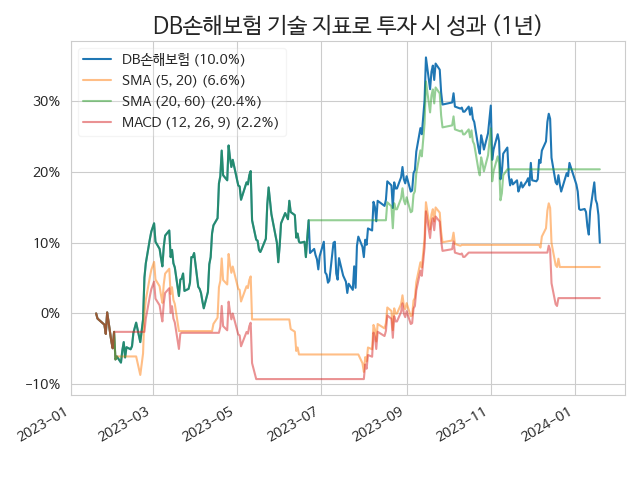 DB손해보험 기술 지표로 투자 시 성과 (1년)
DB손해보험 (10.0%)
SMA (5, 20) (6.6%)
SMA (20, 60) (20.4%)
MACD (12, 26, 9) (2.2%)
30%
20%
10%
0%
−10%
2023-01
2023-03
2023-05
2023-07
2023-09
2023-11
2024-01